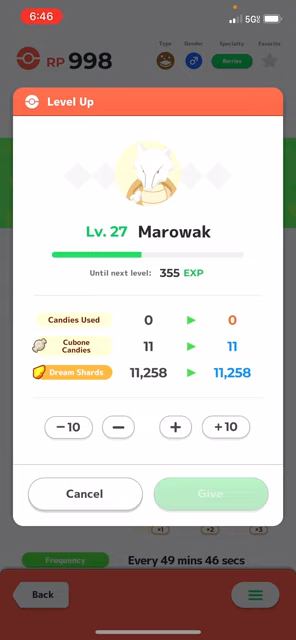 6:46
5G
RP 998
Type
Gender
Specialty
Favorite
Berries
Level Up
Lv. 27 Marowak
Until next level: 355 EXP
Candies Used 0 ▶ 0
Cubone Candies 11 ▶ 11
Dream Shards 11,258 ▶ 11,258
−10
−
+
+10
Cancel
Give
×1
×2
×3
Frequency
Every 49 mins 46 secs
Back